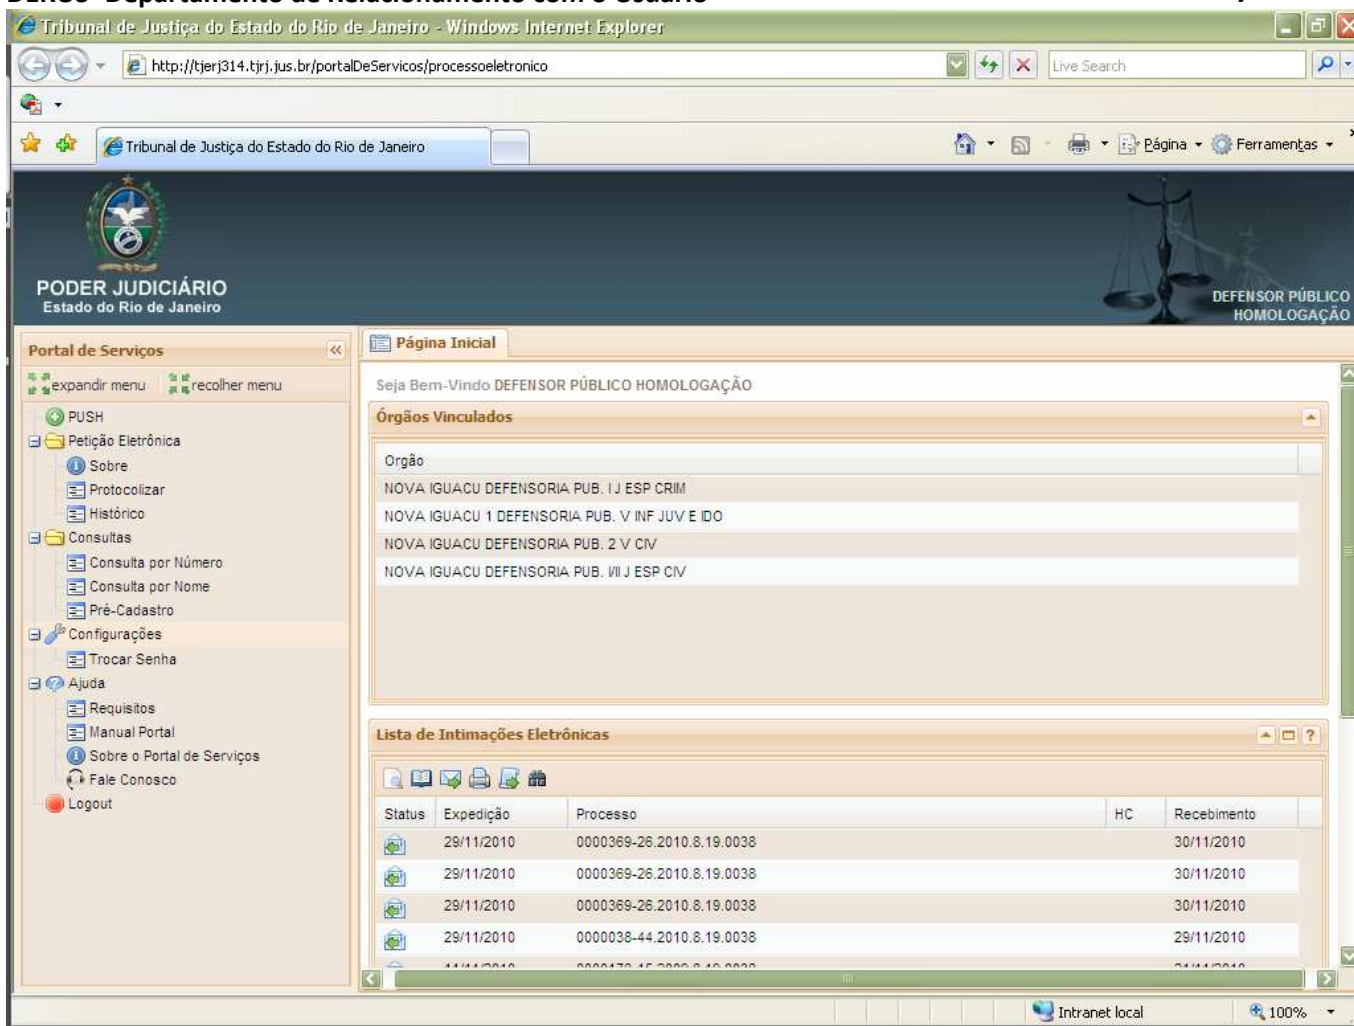 Tribunal de Justiça do Estado do Rio de Janeiro - Windows Internet Explorer
http://tjerj314.tjrj.jus.br/portalDeServicos/processoeletronico
Live Search
Tribunal de Justiça do Estado do Rio de Janeiro
Página
Ferramentas
PODER JUDICIÁRIO
Estado do Rio de Janeiro
DEFENSOR PÚBLICO
HOMOLOGAÇÃO
Portal de Serviços
expandir menu recolher menu
PUSH
Petição Eletrônica
Sobre
Protocolizar
Histórico
Consultas
Consulta por Número
Consulta por Nome
Pré-Cadastro
Configurações
Trocar Senha
Ajuda
Requisitos
Manual Portal
Sobre o Portal de Serviços
Fale Conosco
Logout
Página Inicial
Seja Bem-Vindo DEFENSOR PÚBLICO HOMOLOGAÇÃO
Órgãos Vinculados
Orgão
NOVA IGUACU DEFENSORIA PUB. I J ESP CRIM
NOVA IGUACU 1 DEFENSORIA PUB. V INF JUV E IDO
NOVA IGUACU DEFENSORIA PUB. 2 V CIV
NOVA IGUACU DEFENSORIA PUB. I/II J ESP CIV
Lista de Intimações Eletrônicas
Status Expedição Processo HC Recebimento
29/11/2010 0000369-26.2010.8.19.0038 30/11/2010
29/11/2010 0000369-26.2010.8.19.0038 30/11/2010
29/11/2010 0000369-26.2010.8.19.0038 30/11/2010
29/11/2010 0000038-44.2010.8.19.0038 29/11/2010
Intranet local
100%